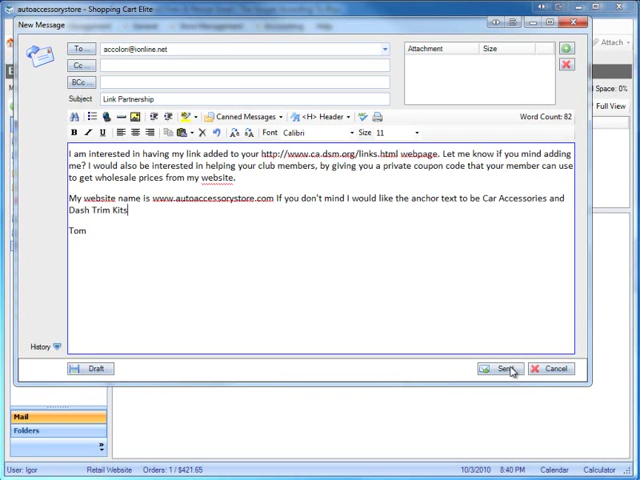 autoaccessorystore - Shopping Cart Elite
New Message
To... accolon@ionline.net
Cc...
BCc...
Subject Link Partnership
Attachment Size
Attach
Space: 0%
Full View
Canned Messages <H> Header Word Count: 82
B I U Font Calibri Size 11
I am interested in having my link added to your http://www.ca.dsm.org/links.html webpage. Let me know if you mind adding
me? I would also be interested in helping your club members, by giving you a private coupon code that your member can use
to get wholesale prices from my website.
My website name is www.autoaccessorystore.com If you don't mind I would like the anchor text to be Car Accessories and
Dash Trim Kits
Tom
History
Draft Send Cancel
Mail
Folders
User: Igor Retail Website Orders: 1 / $421.65 10/3/2010 8:40 PM Calendar Calculator